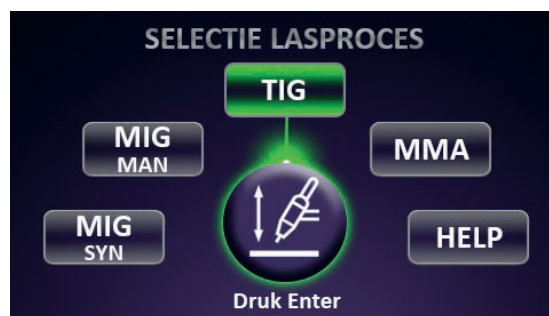 SELECTIE LASPROCES
TIG
MIG
MAN
MMA
MIG
SYN
HELP
Druk Enter